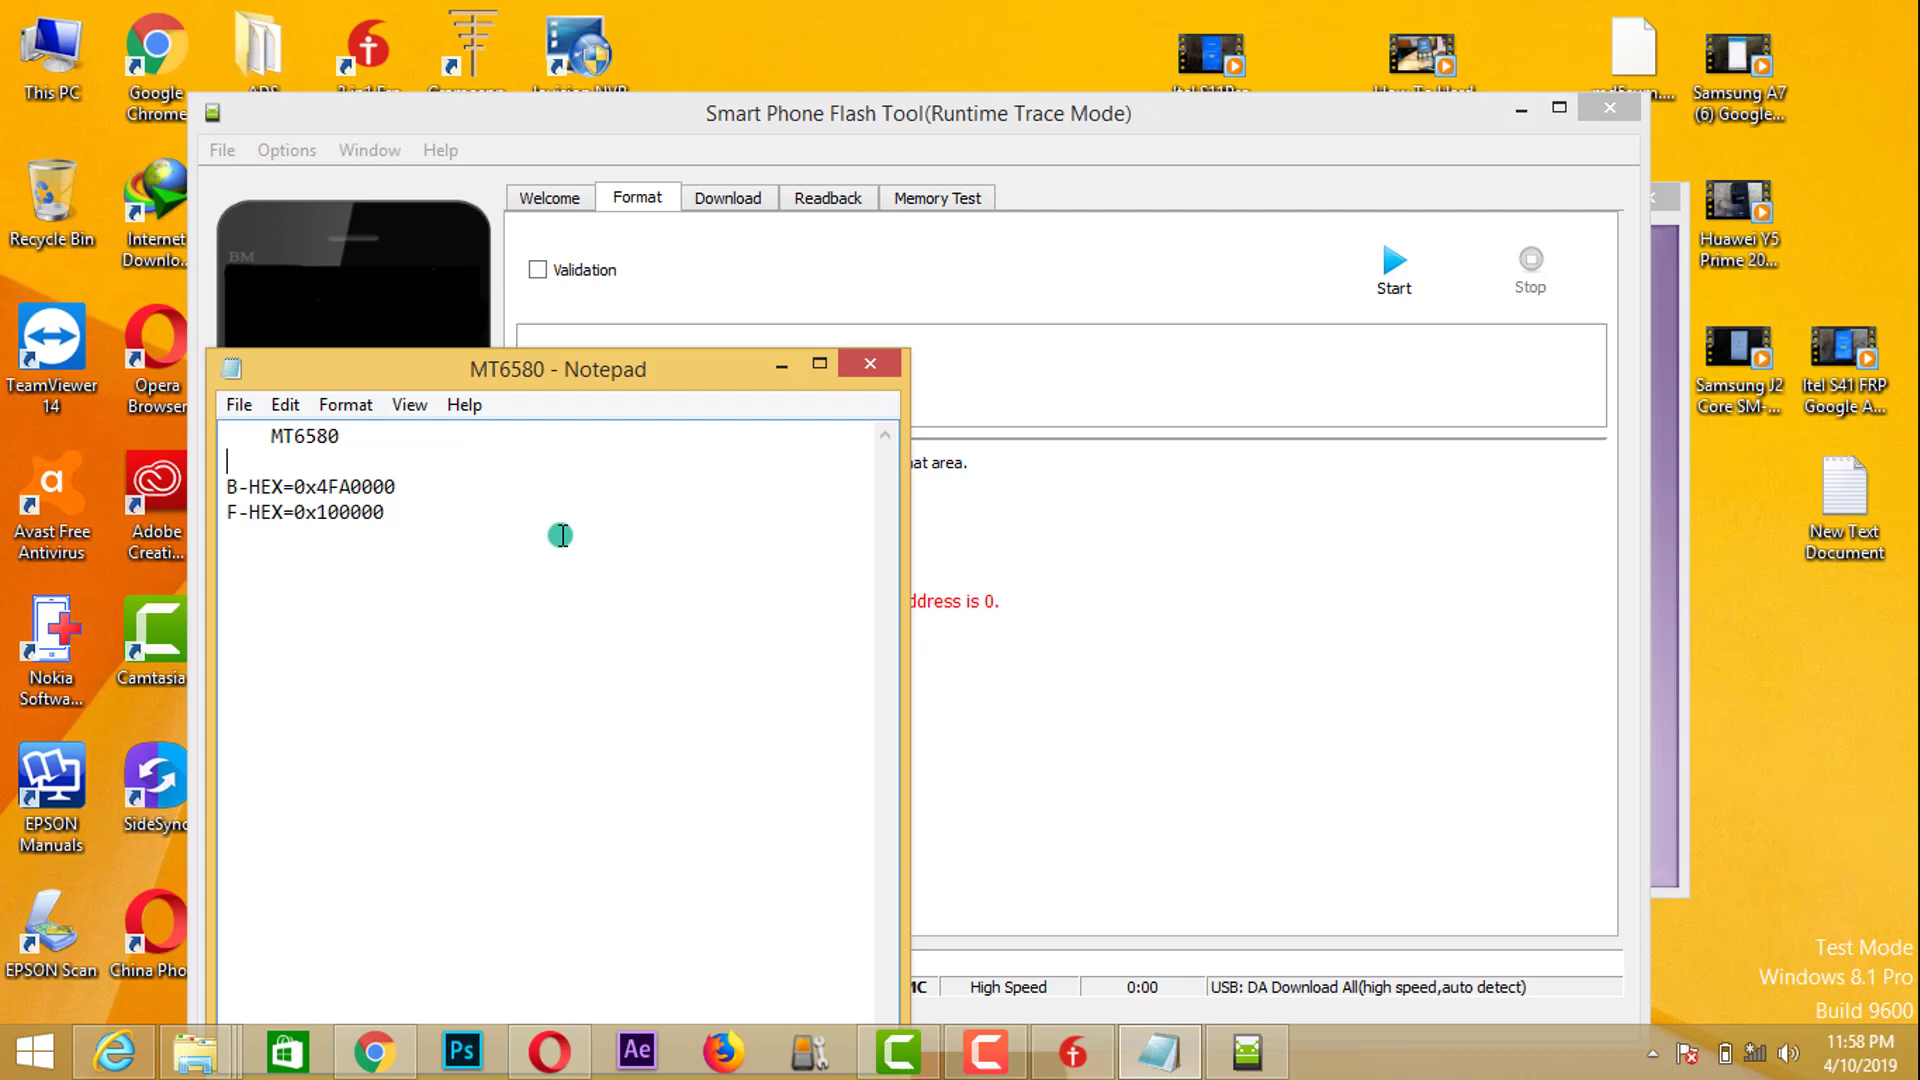 This PC
Google
Chrome
ADS
Samsung A7
(6) Google...
Smart Phone Flash Tool(Runtime Trace Mode)
File Options Window Help
Welcome Format Download Readback Memory Test
BM
Validation
Start
Stop
Recycle Bin
Internet
Downlo...
Huawei Y5
Prime 20...
TeamViewer
14
Opera
Browser
Samsung J2
Core SM-...
Itel S41 FRP
Google A...
MT6580 - Notepad
File Edit Format View Help
MT6580
B-HEX=0x4FA0000
F-HEX=0x100000
at area.
ddress is 0.
Avast Free
Antivirus
Adobe
Creati...
New Text
Document
Nokia
Softwa...
Camtasia
EPSON
Manuals
SideSync
EPSON Scan
China Pho
MC
High Speed
0:00
USB: DA Download All(high speed,auto detect)
Test Mode
Windows 8.1 Pro
Build 9600
Ps
Ae
11:58 PM
4/10/2019